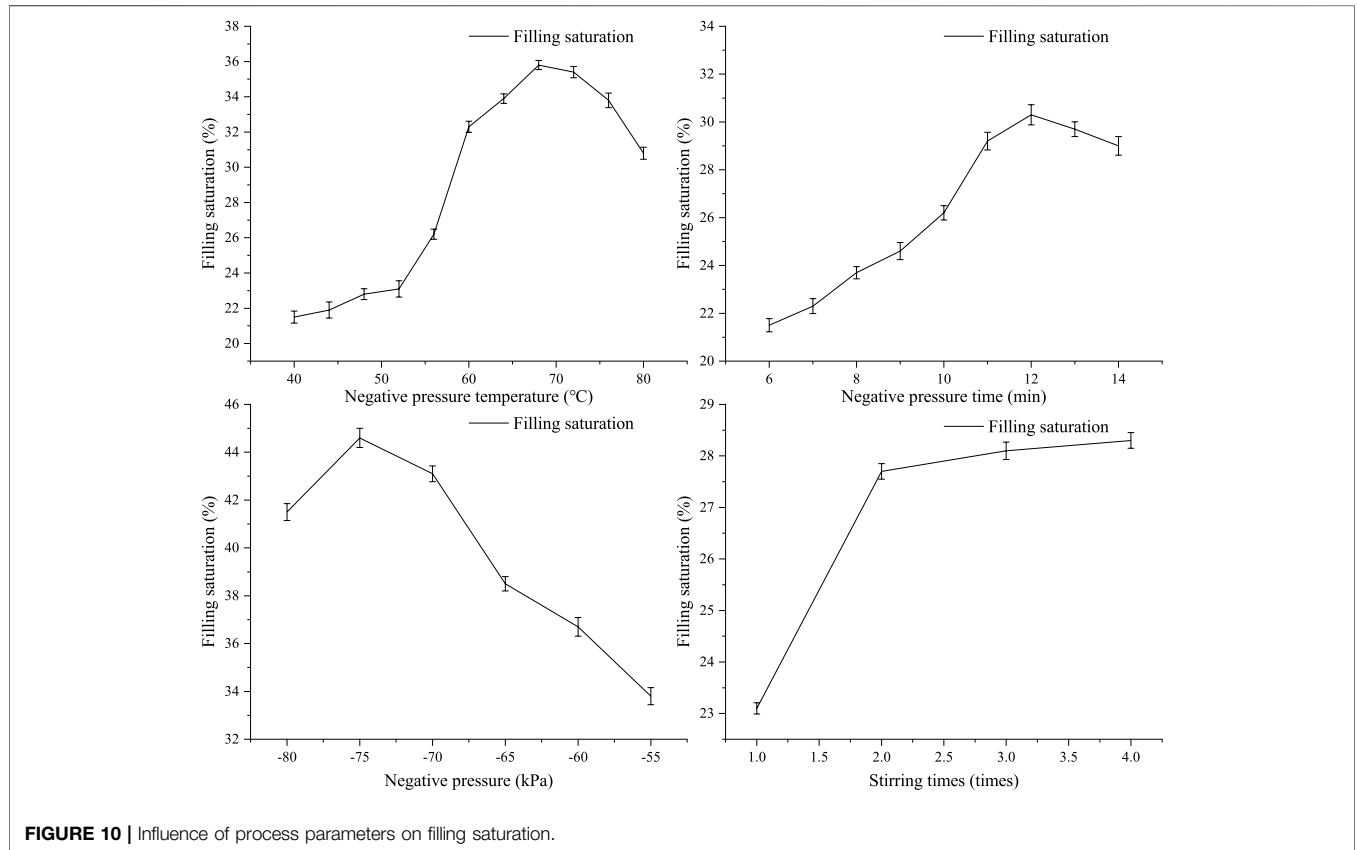 38
36
34
32
30
28
26
24
22
20
Filling saturation (%)
Filling saturation
40 50 60 70 80
Negative pressure temperature (℃)
34
32
30
28
26
24
22
20
Filling saturation (%)
Filling saturation
6 8 10 12 14
Negative pressure time (min)
46
44
42
40
38
36
34
32
Filling saturation (%)
Filling saturation
-80 -75 -70 -65 -60 -55
Negative pressure (kPa)
29
28
27
26
25
24
23
Filling saturation (%)
Filling saturation
1.0 1.5 2.0 2.5 3.0 3.5 4.0
Stirring times (times)
FIGURE 10 | Influence of process parameters on filling saturation.